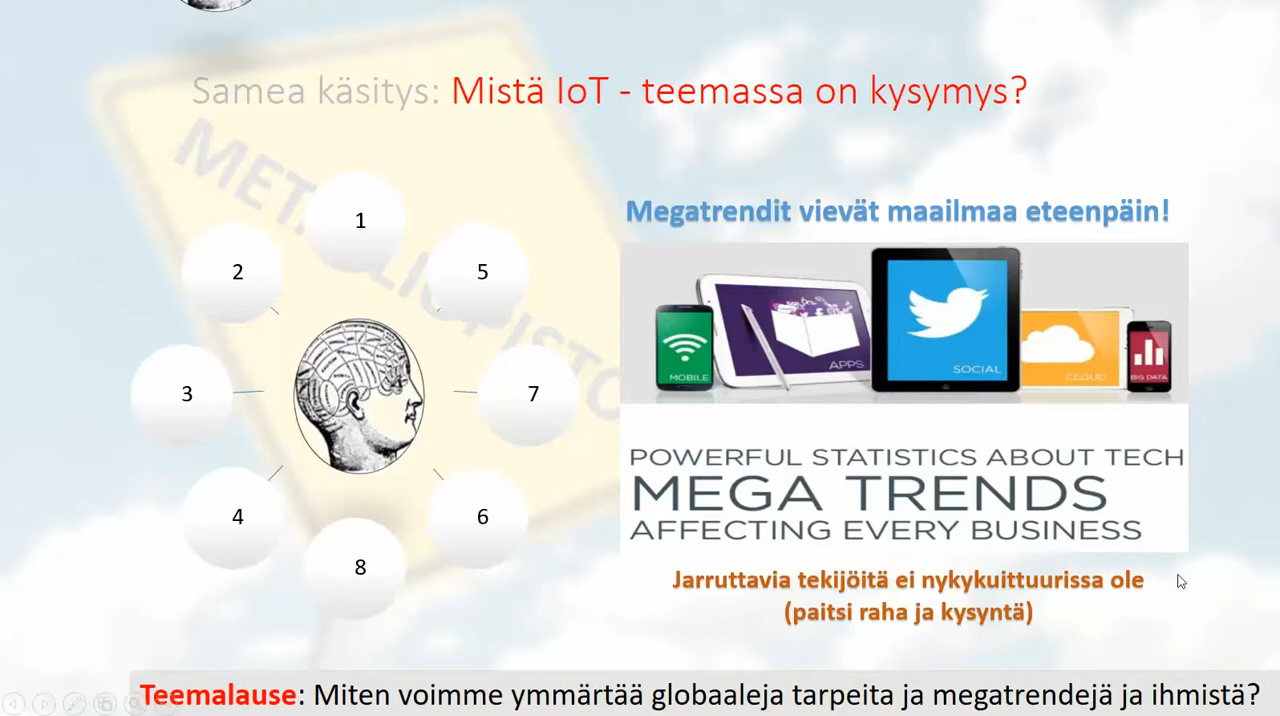 Samea käsitys: Mistä IoT - teemassa on kysymys?
METALIOPISTO
1
2
5
3
7
4
6
8
Megatrendit vievät maailmaa eteenpäin!
MOBILE
APPS
SOCIAL
CLOUD
BIG DATA
POWERFUL STATISTICS ABOUT TECH
MEGA TRENDS
AFFECTING EVERY BUSINESS
Jarruttavia tekijöitä ei nykykuittuurissa ole
(paitsi raha ja kysyntä)
Teemalause: Miten voimme ymmärtää globaaleja tarpeita ja megatrendejä ja ihmistä?